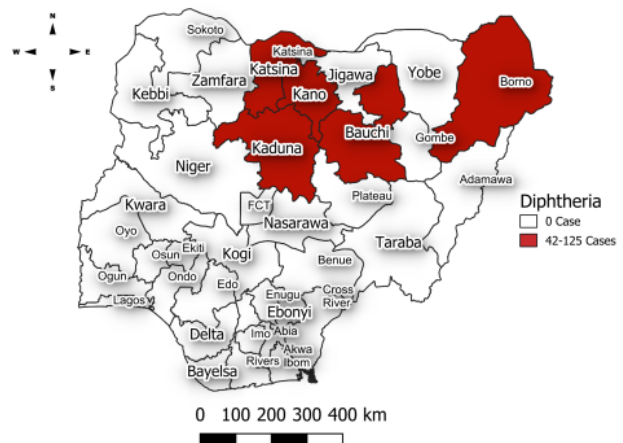 N
W
E
S
Sokoto
Katsina
Katsina
Zamfara
Jigawa
Yobe
Kebbi
Kano
Borno
Bauchi
Gombe
Kaduna
Niger
Adamawa
Plateau
FCT
Kwara
Nasarawa
Diphtheria
0 Case
42-125 Cases
Oyo
Taraba
Ekiti
Osun
Kogi
Benue
Ogun
Ondo
Edo
Lagos
Enugu
Cross
River
Ebonyi
Delta
Imo
Abia
Akwa
Ibom
Rivers
Bayelsa
0 100 200 300 400 km